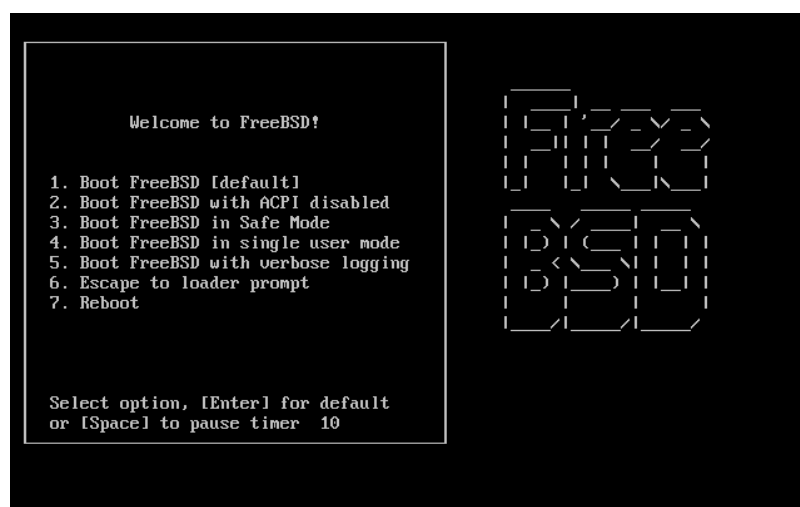 Welcome to FreeBSD!
1. Boot FreeBSD [default]
2. Boot FreeBSD with ACPI disabled
3. Boot FreeBSD in Safe Mode
4. Boot FreeBSD in single user mode
5. Boot FreeBSD with verbose logging
6. Escape to loader prompt
7. Reboot
Select option, [Enter] for default
or [Space] to pause timer  10
Free
BSD